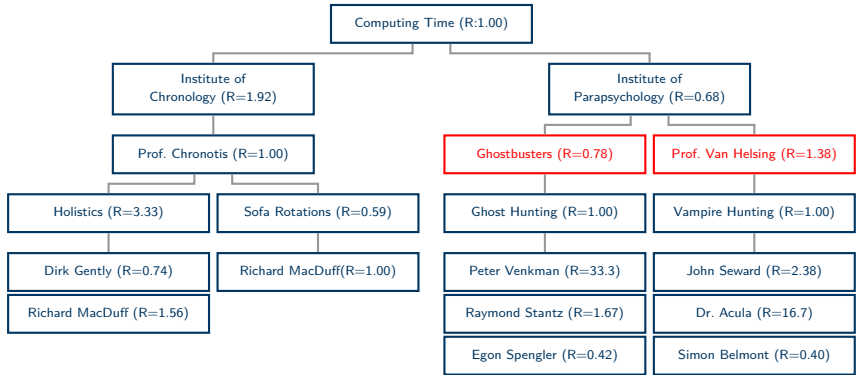 Computing Time (R:1.00)
Institute of
Chronology (R=1.92)
Institute of
Parapsychology (R=0.68)
Prof. Chronotis (R=1.00)
Ghostbusters (R=0.78)
Prof. Van Helsing (R=1.38)
Holistics (R=3.33)
Sofa Rotations (R=0.59)
Ghost Hunting (R=1.00)
Vampire Hunting (R=1.00)
Dirk Gently (R=0.74)
Richard MacDuff(R=1.00)
Peter Venkman (R=33.3)
John Seward (R=2.38)
Richard MacDuff (R=1.56)
Raymond Stantz (R=1.67)
Dr. Acula (R=16.7)
Egon Spengler (R=0.42)
Simon Belmont (R=0.40)